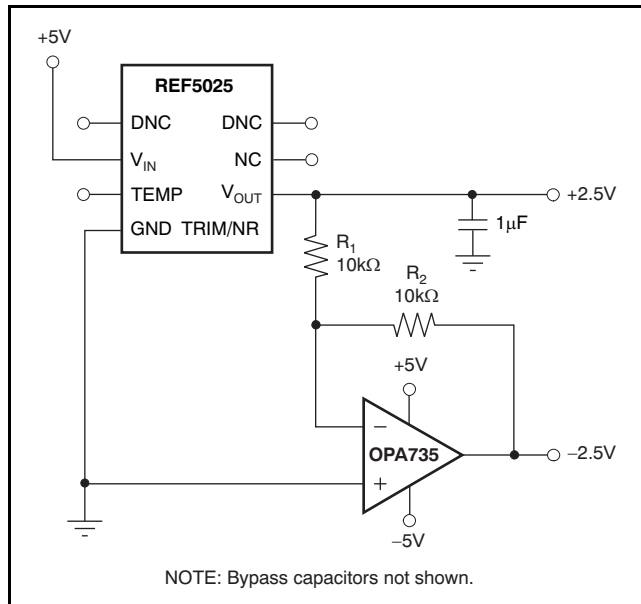 +5V
REF5025
DNC DNC
V_IN NC
TEMP V_OUT
GND TRIM/NR
+2.5V
1μF
R_1
10kΩ
R_2
10kΩ
+5V
−
OPA735
+
−2.5V
−5V
NOTE: Bypass capacitors not shown.